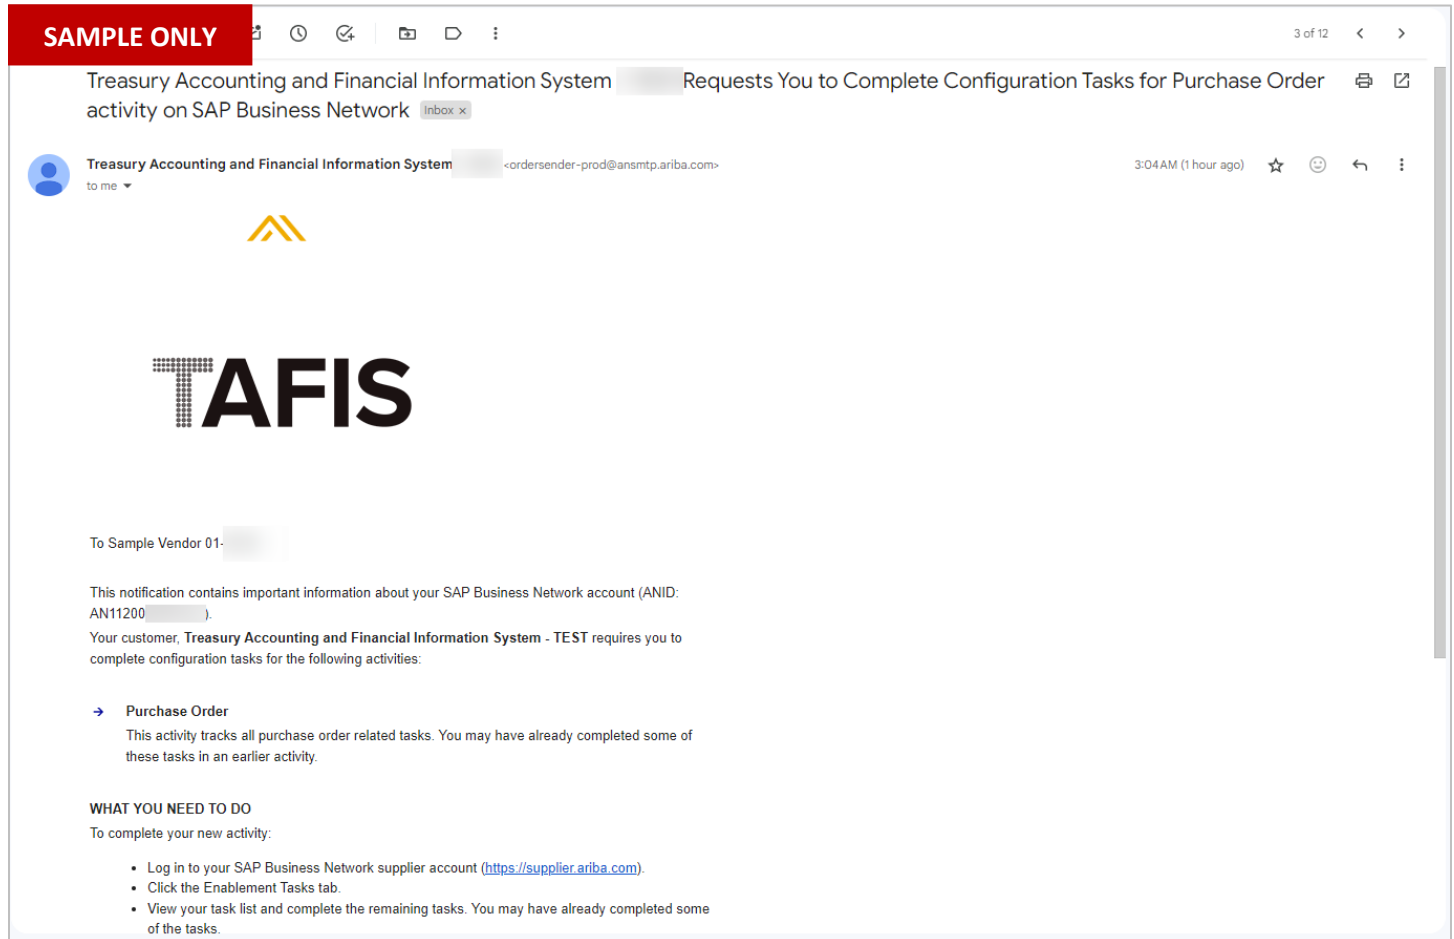 SAMPLE ONLY
3 of 12
Treasury Accounting and Financial Information System Requests You to Complete Configuration Tasks for Purchase Order
activity on SAP Business Network Inbox ×
Treasury Accounting and Financial Information System <ordersender-prod@ansmtp.ariba.com> 3:04 AM (1 hour ago)
to me
TAFIS
To Sample Vendor 01-
This notification contains important information about your SAP Business Network account (ANID:
AN11200 ).
Your customer, Treasury Accounting and Financial Information System - TEST requires you to
complete configuration tasks for the following activities:
→ Purchase Order
This activity tracks all purchase order related tasks. You may have already completed some of
these tasks in an earlier activity.
WHAT YOU NEED TO DO
To complete your new activity:
• Log in to your SAP Business Network supplier account (https://supplier.ariba.com).
• Click the Enablement Tasks tab.
• View your task list and complete the remaining tasks. You may have already completed some
of the tasks.